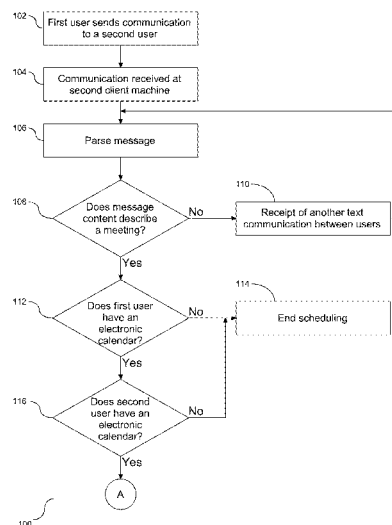 102
First user sends communication
to a second user
104
Communication received at
second client machine
106
Parse message
108
Does message
content describe
a meeting?
No
110
Receipt of another text
communication between users
Yes
112
Does first user
have an
electronic
calendar?
No
114
End scheduling
Yes
116
Does second
user have an
electronic
calendar?
No
Yes
A
100